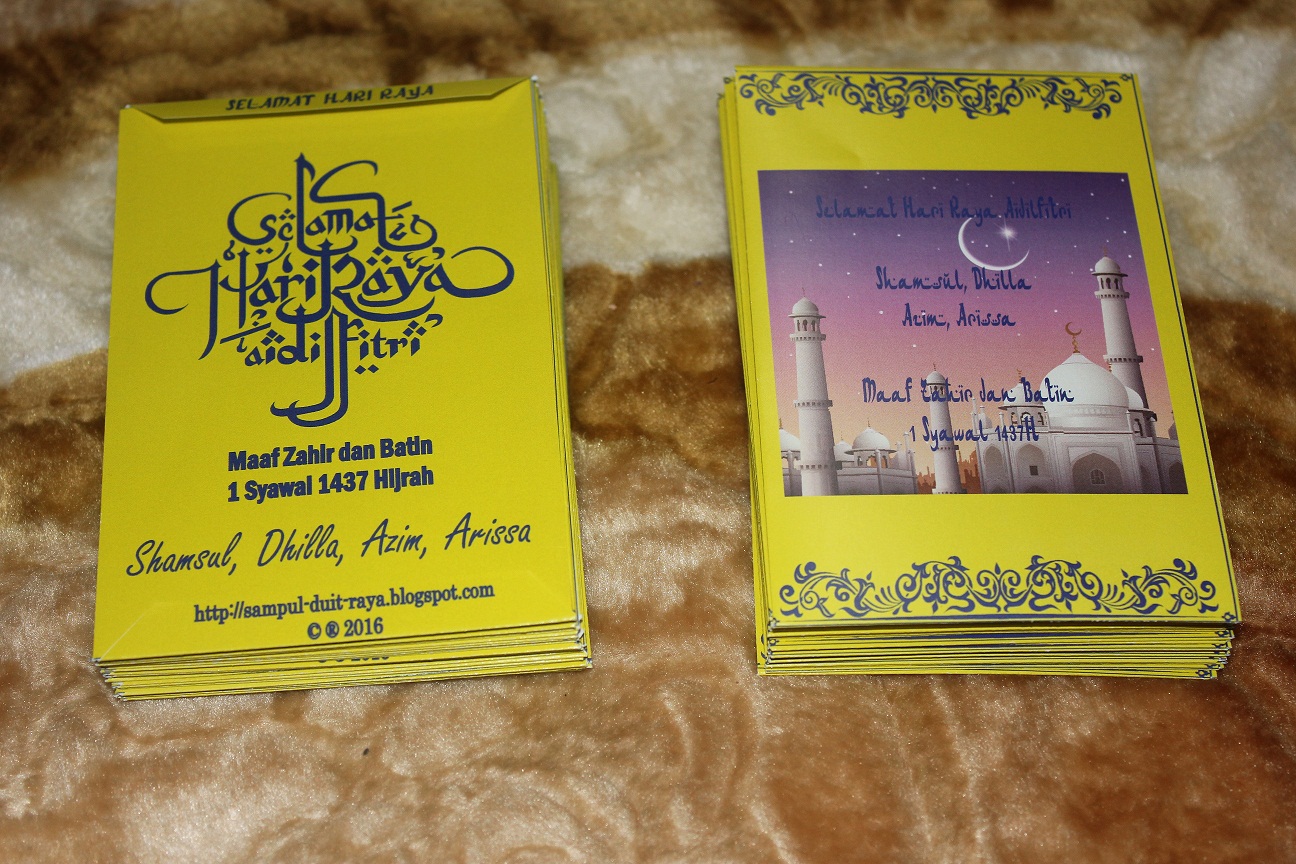 SELAMAT HARI RAYA
Selamat
Hari Raya
aidilfitri
Maaf Zahir dan Batin
1 Syawal 1437 Hijrah
Shamsul, Dhilla, Azim, Arissa
http://sampul-duit-raya.blogspot.com
©® 2016
Selamat Hari Raya Aidilfitri
Shamsul, Dhilla
Azim, Arissa
Maaf Zahir dan Batin
1 Syawal 1437H